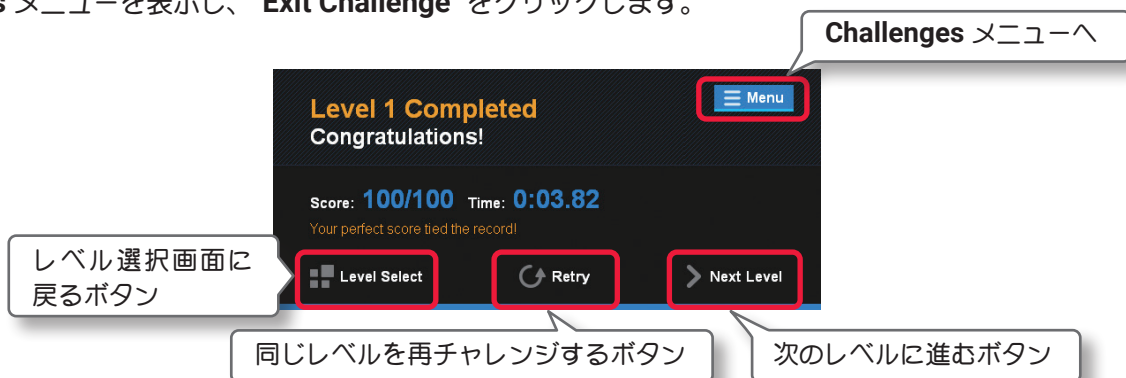 s メニューを表示し、"Exit Challenge" をクリックします。
Challenges メニューへ
Menu
Level 1 Completed
Congratulations!
Score: 100/100 Time: 0:03.82
Your perfect score tied the record!
レベル選択画面に
戻るボタン
Level Select
Retry
Next Level
同じレベルを再チャレンジするボタン
次のレベルに進むボタン